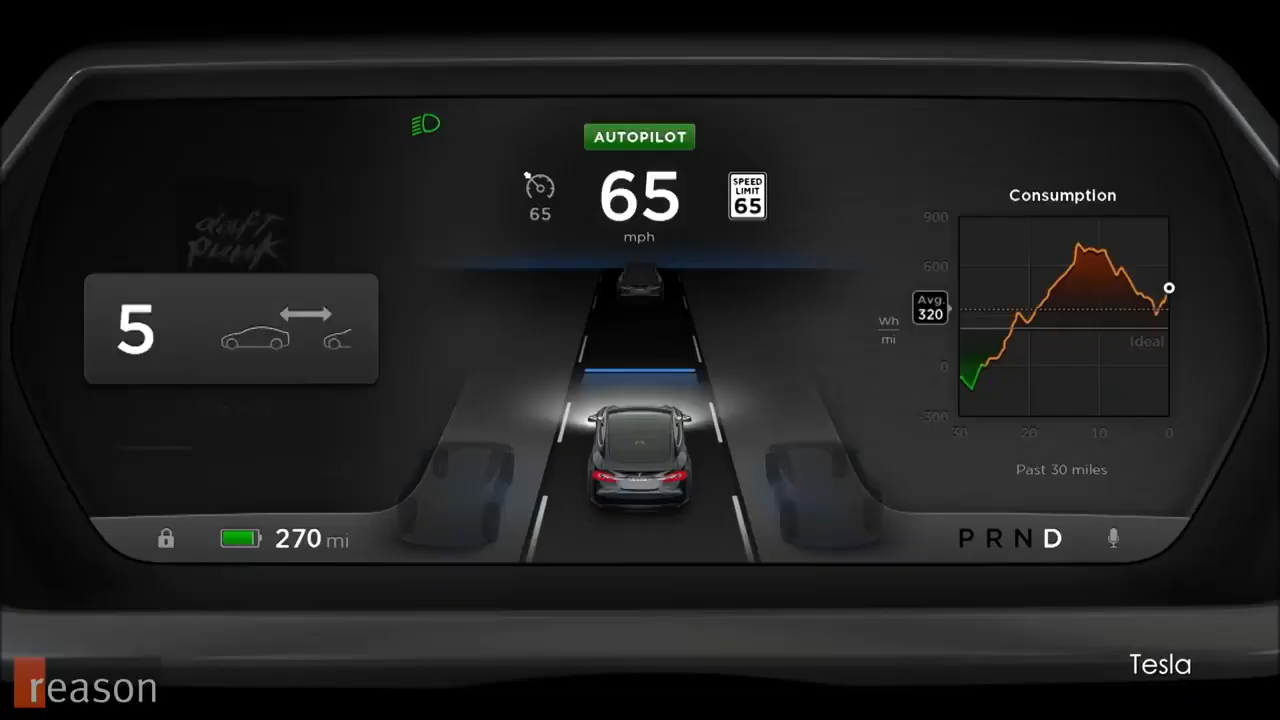 AUTOPILOT
65
65
mph
SPEED
LIMIT
65
daft
punk
5
Consumption
900
600
Avg.
320
Wh
mi
Ideal
0
-300
30
20
10
0
Past 30 miles
270 mi
P R N D
reason
Tesla